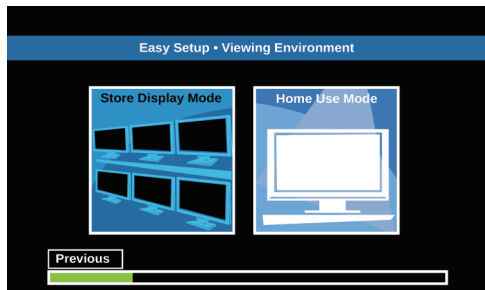 Easy Setup • Viewing Environment
Store Display Mode
Home Use Mode
Previous